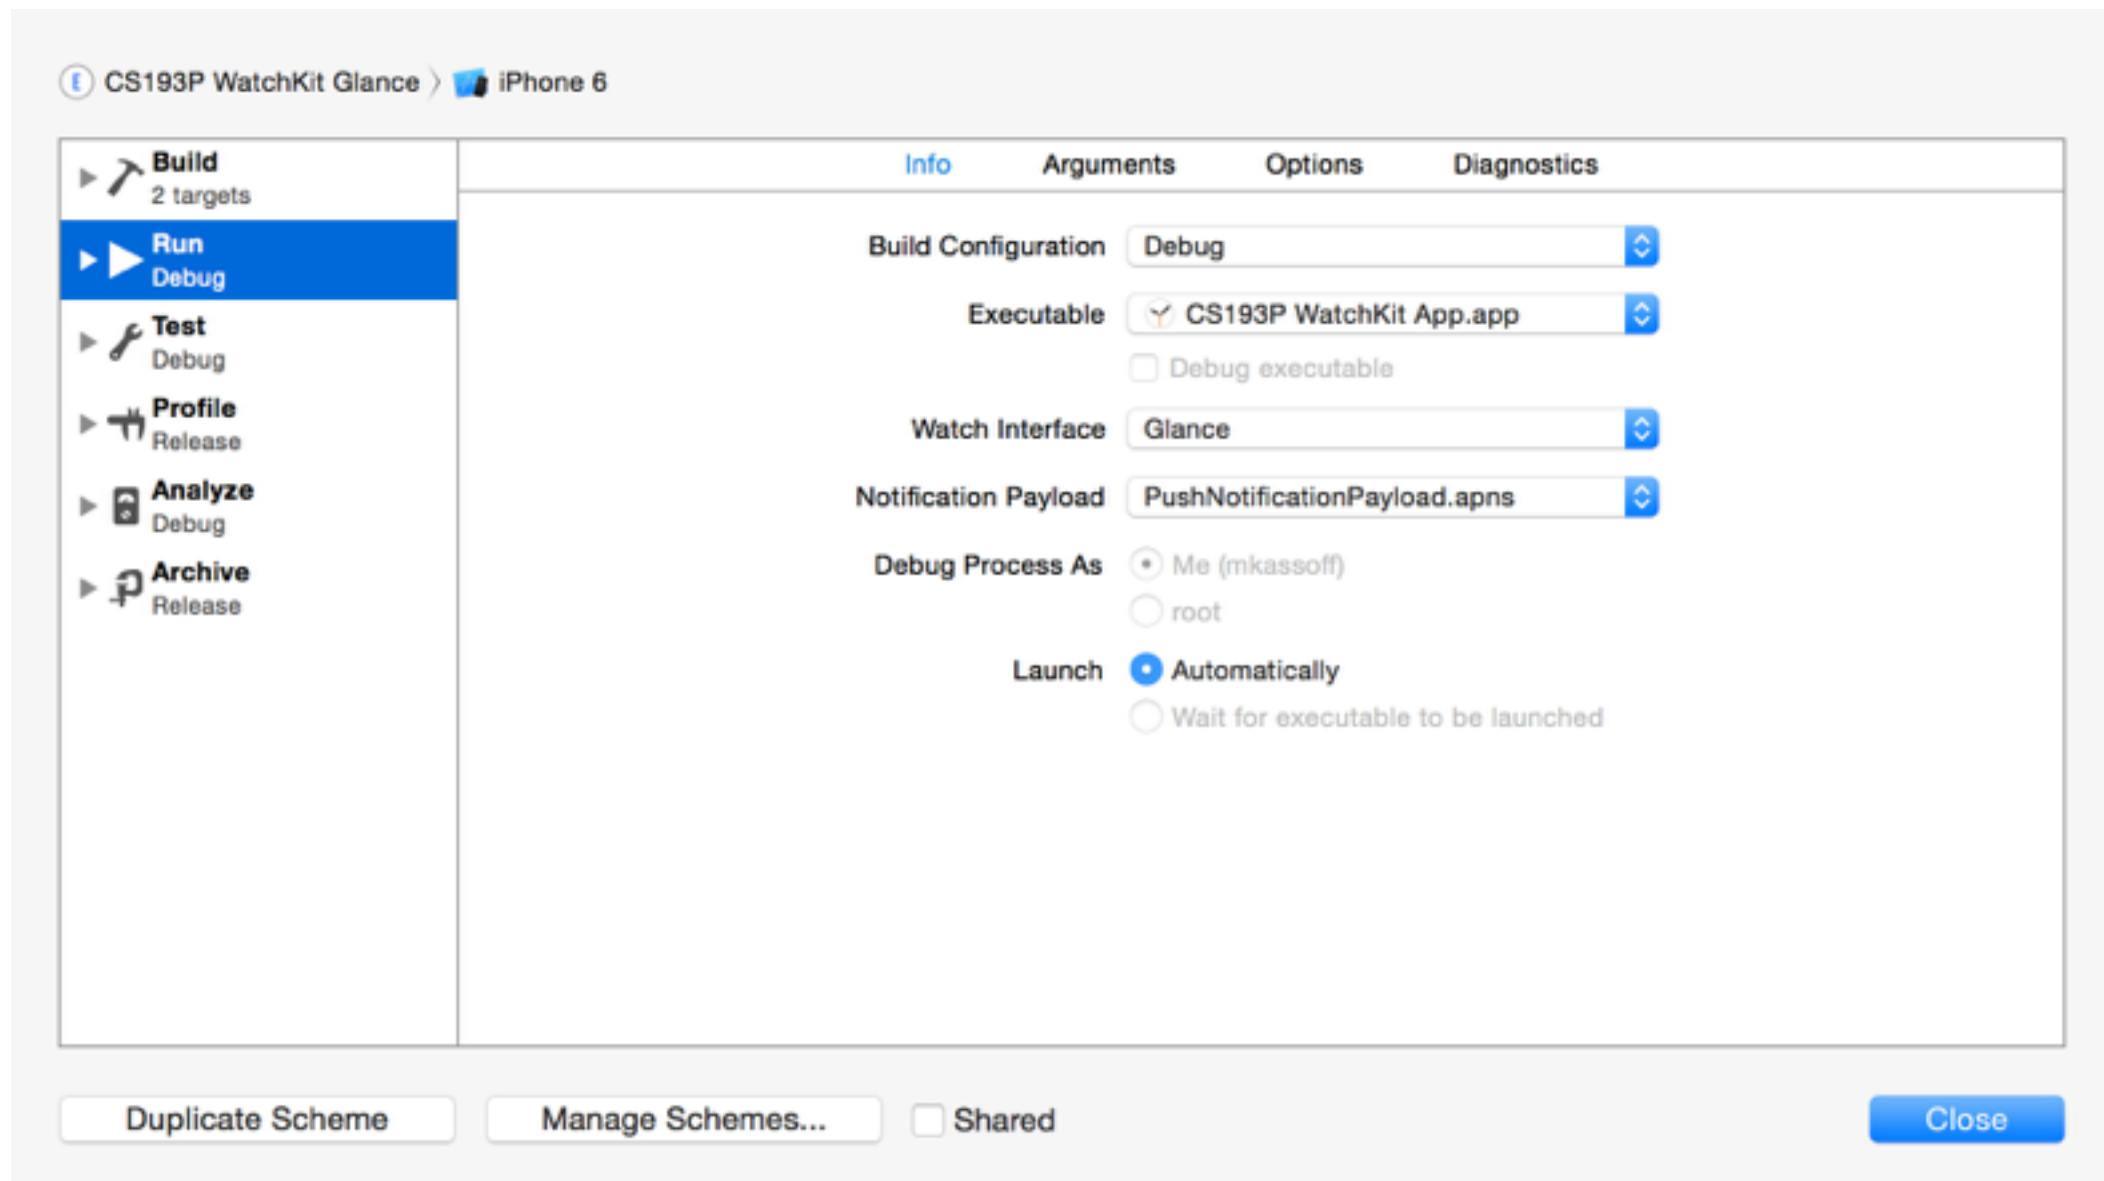 CS193P WatchKit Glance 〉 iPhone 6
Build
2 targets
Run
Debug
Test
Debug
Profile
Release
Analyze
Debug
Archive
Release
Info Arguments Options Diagnostics
Build Configuration Debug
Executable CS193P WatchKit App.app
Debug executable
Watch Interface Glance
Notification Payload PushNotificationPayload.apns
Debug Process As Me (mkassoff)
root
Launch Automatically
Wait for executable to be launched
Duplicate Scheme Manage Schemes... Shared Close